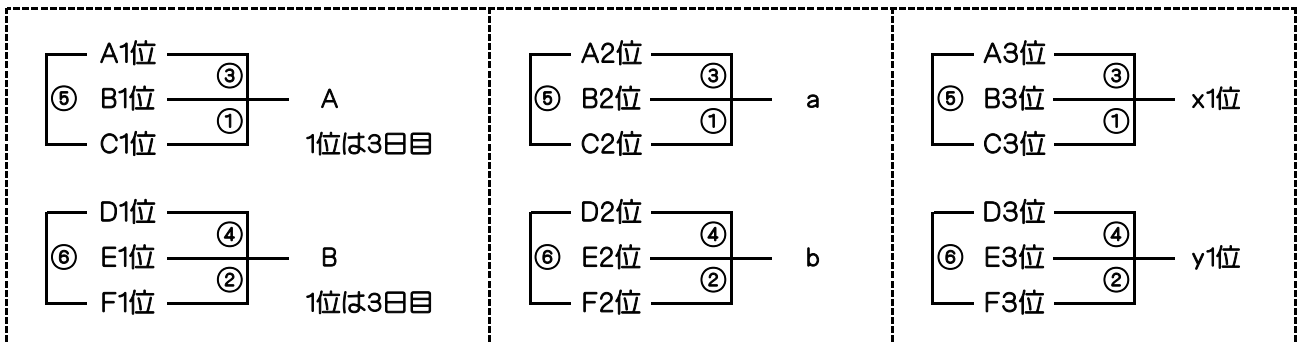 A1位
③
⑤ B1位 A
①
C1位 1位は3日目
D1位
④
⑥ E1位 B
②
F1位 1位は3日目
A2位
③
⑤ B2位 a
①
C2位
D2位
④
⑥ E2位 b
②
F2位
A3位
③
⑤ B3位 x1位
①
C3位
D3位
④
⑥ E3位 y1位
②
F3位